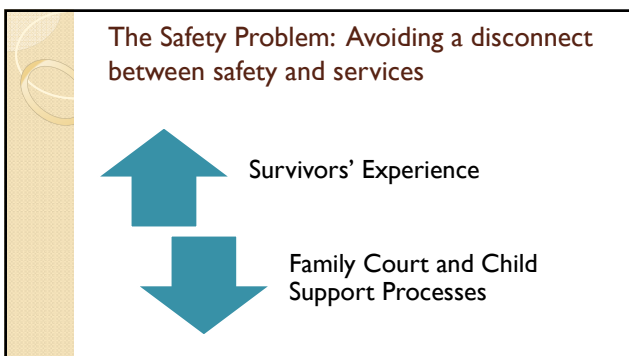 The Safety Problem: Avoiding a disconnect
between safety and services
Survivors’ Experience
Family Court and Child
Support Processes